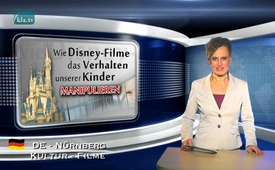 kla.tv
Wie Disney-Filme
das Verhalten
unserer Kinder
MANIPULIEREN
DE - NÜRNBERG
KULTUR - FILME